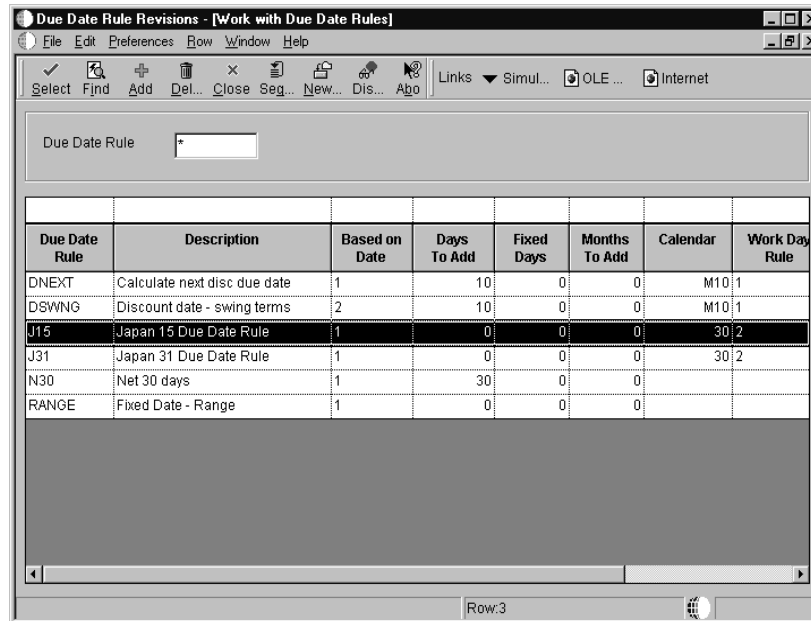 Due Date Rule Revisions - [Work with Due Date Rules]
File Edit Preferences Row Window Help
Select Find Add Del... Close Seq... New... Dis... Abo Links Simul... OLE ... Internet
Due Date Rule *
Due Date Rule Description Based on Date Days To Add Fixed Days Months To Add Calendar Work Day Rule
DNEXT Calculate next disc due date 1 10 0 0 M10 1
DSWNG Discount date - swing terms 2 10 0 0 M10 1
J15 Japan 15 Due Date Rule 1 0 0 0 30 2
J31 Japan 31 Due Date Rule 1 0 0 0 30 2
N30 Net 30 days 1 30 0 0
RANGE Fixed Date - Range 1 0 0 0
Row:3